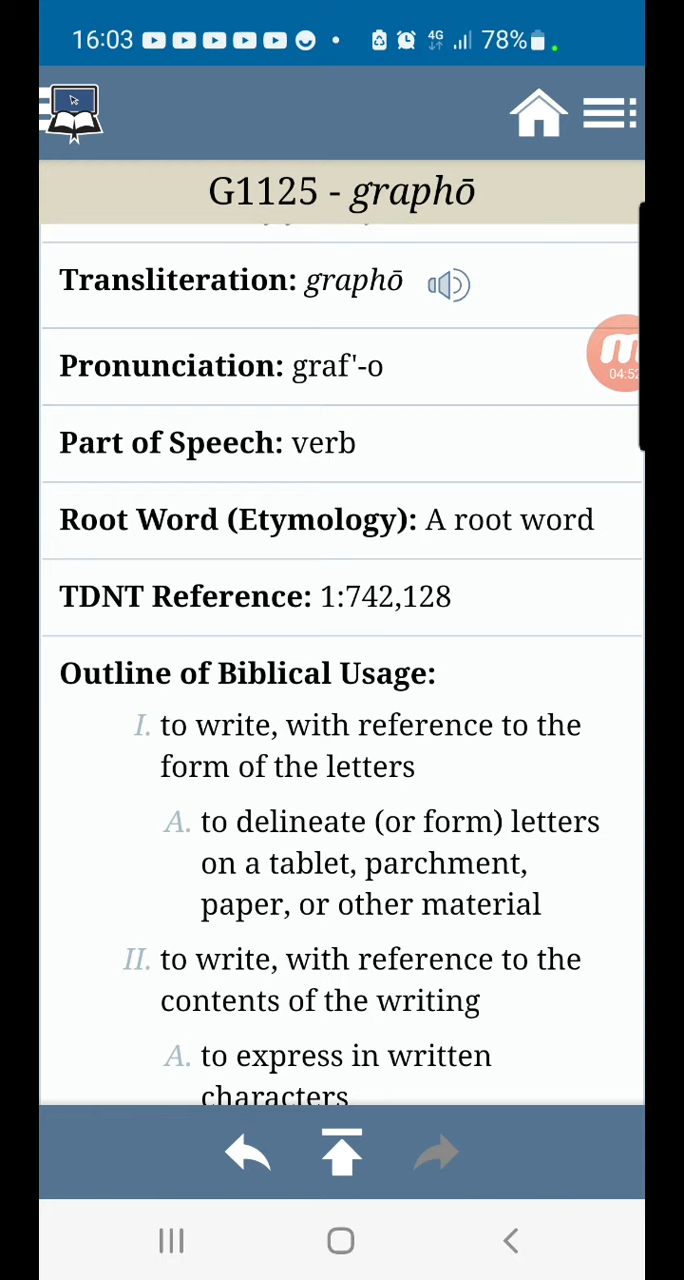 16:03 4G 78%
G1125 - graphō
Transliteration: graphō
Pronunciation: graf'-o
04:52
Part of Speech: verb
Root Word (Etymology): A root word
TDNT Reference: 1:742,128
Outline of Biblical Usage:
I. to write, with reference to the
form of the letters
A. to delineate (or form) letters
on a tablet, parchment,
paper, or other material
II. to write, with reference to the
contents of the writing
A. to express in written
characters